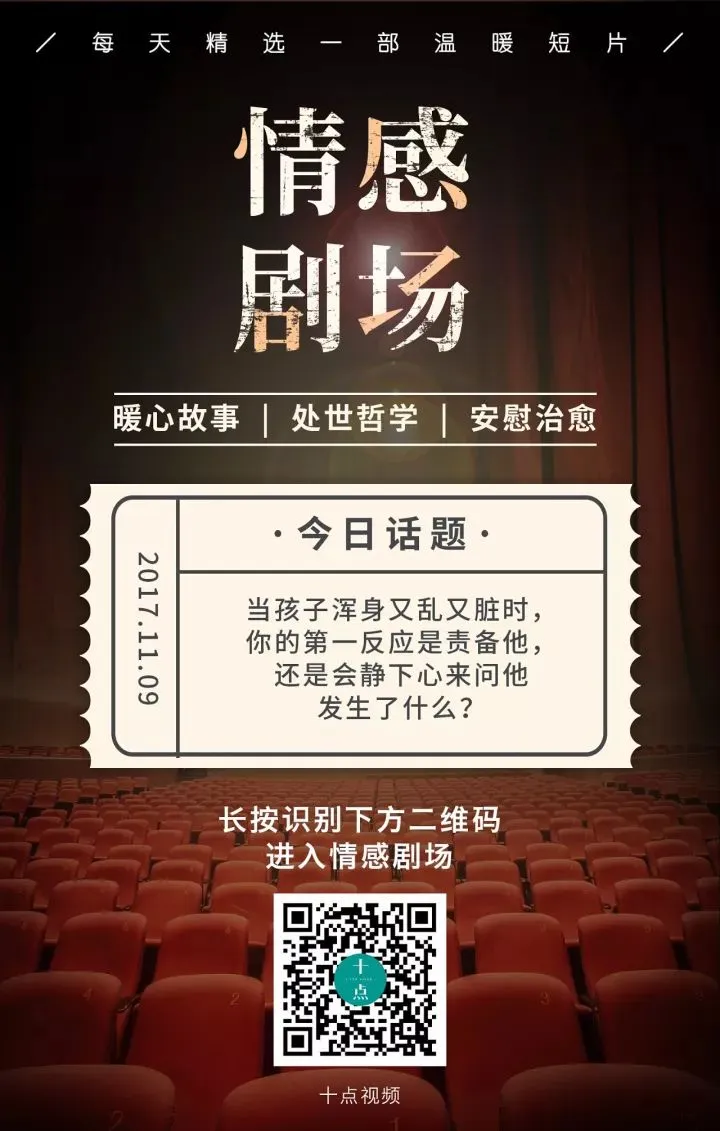 / 每天精选一部温暖短片 /
情感
剧场
暖心故事 | 处世哲学 | 安慰治愈
·今日话题·
2017.11.09
当孩子浑身又乱又脏时，
你的第一反应是责备他，
还是会静下心来问他
发生了什么？
长按识别下方二维码
进入情感剧场
十
点
十点视频
2
3
2
1